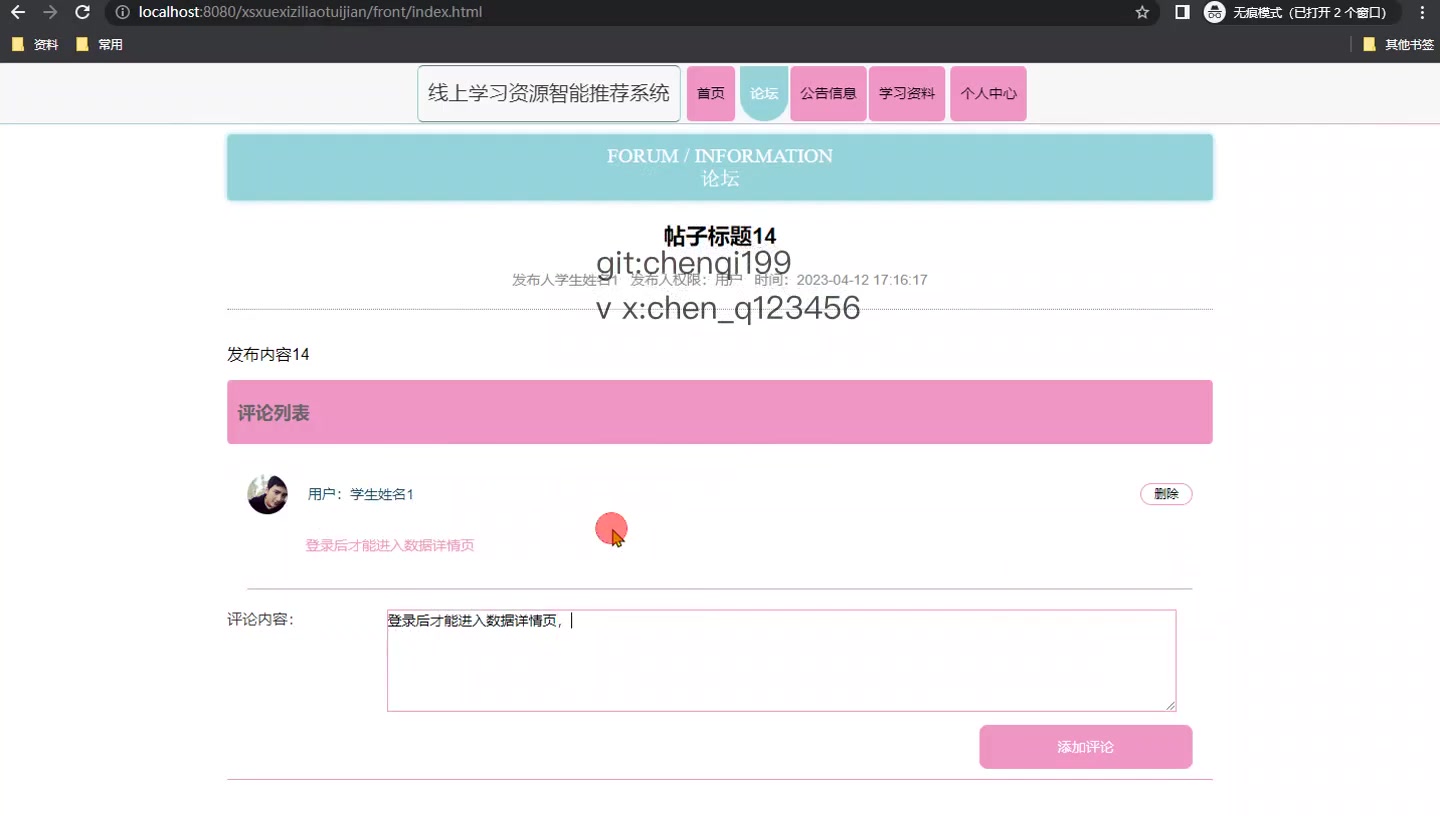 localhost:8080/xsxuexiziliaotuijian/front/index.html
无痕模式（已打开 2 个窗口）
资料 常用 其他书签
线上学习资源智能推荐系统 首页 论坛 公告信息 学习资料 个人中心
FORUM / INFORMATION
论坛
帖子标题14
git:chenqi199
发布人学生姓名1 发布人权限：用户 时间：2023-04-12 17:16:17
v x:chen_q123456
发布内容14
评论列表
用户：学生姓名1 删除
登录后才能进入数据详情页
评论内容：
登录后才能进入数据详情页，
添加评论